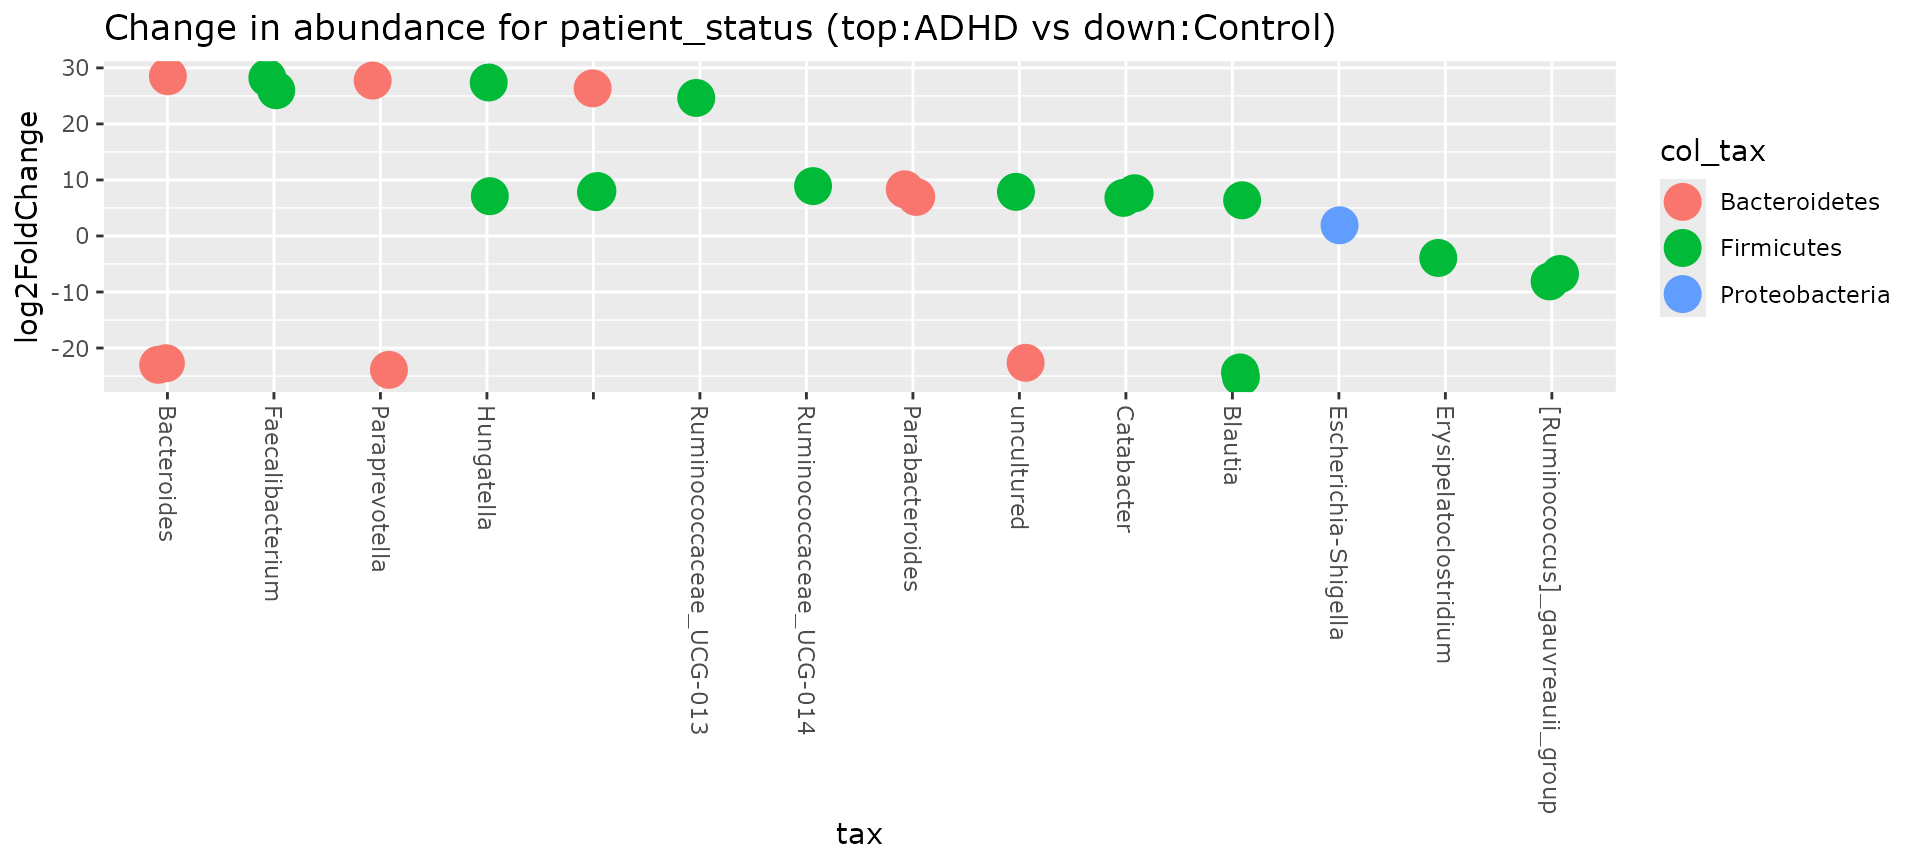 Change in abundance for patient_status (top:ADHD vs down:Control)
log2FoldChange
30
20
10
0
-10
-20
Bacteroides
Faecalibacterium
Paraprevotella
Hungatella
Ruminococcaceae_UCG-013
Ruminococcaceae_UCG-014
Parabacteroides
uncultured
Catabacter
Blautia
Escherichia-Shigella
Erysipelatoclostridium
[Ruminococcus]_gauvreauii_group
tax
col_tax
Bacteroidetes
Firmicutes
Proteobacteria